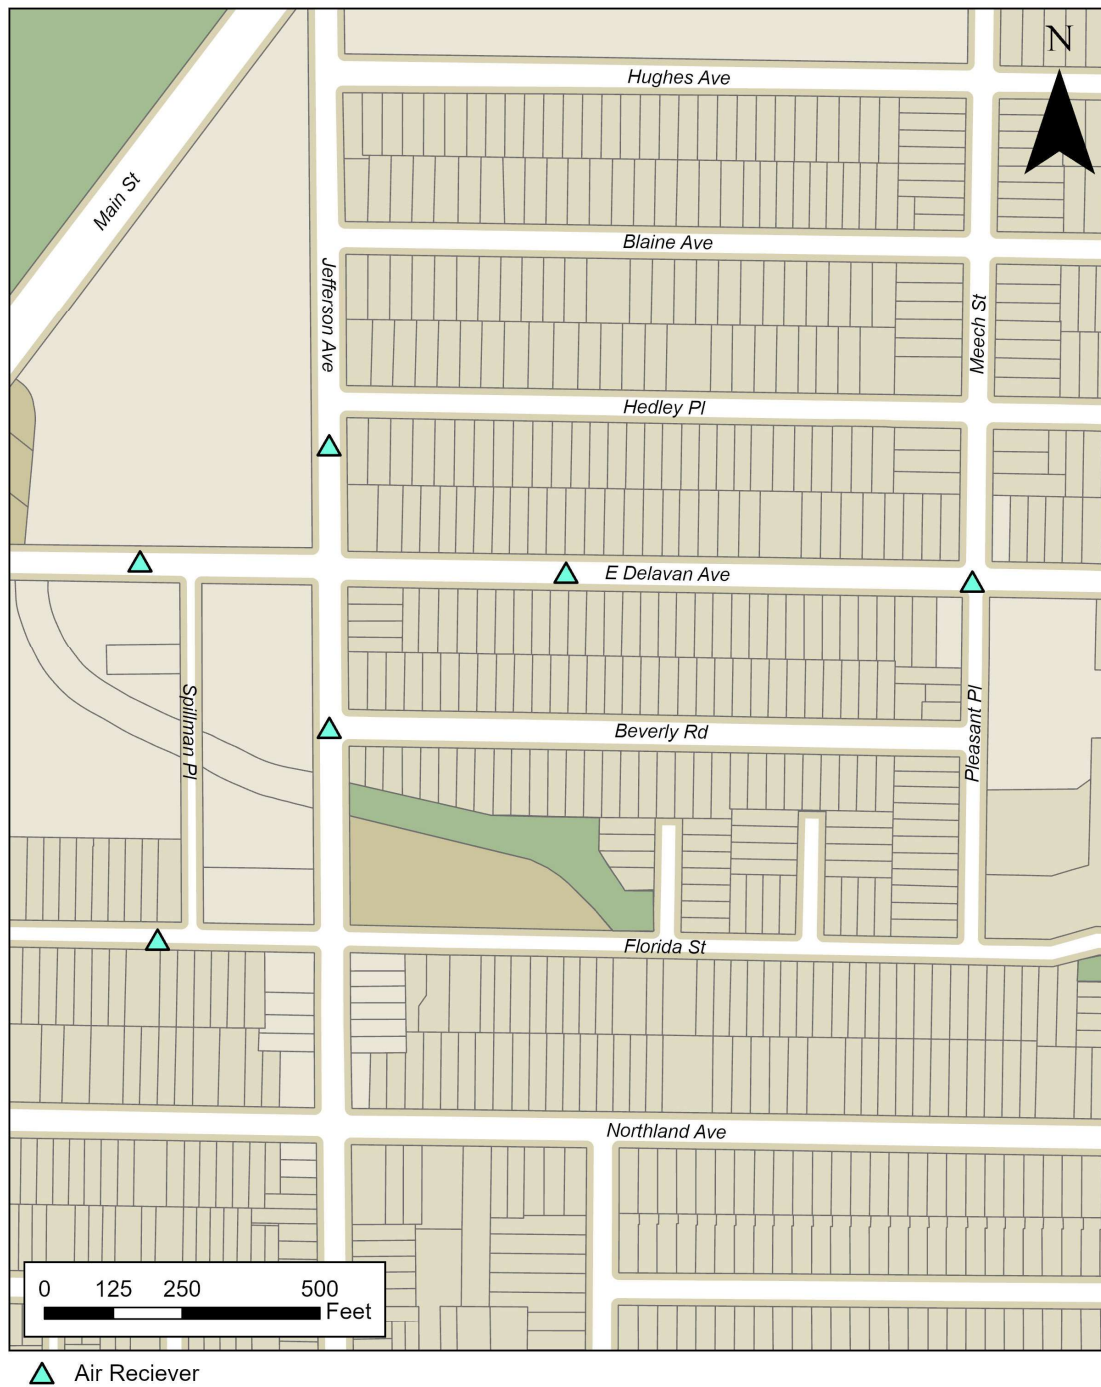 N
Hughes Ave
Main St
Blaine Ave
Jefferson Ave
Meech St
Hedley Pl
E Delavan Ave
Spillman Pl
Beverly Rd
Pleasant Pl
Florida St
Northland Ave
0 125 250 500
Feet
Air Reciever